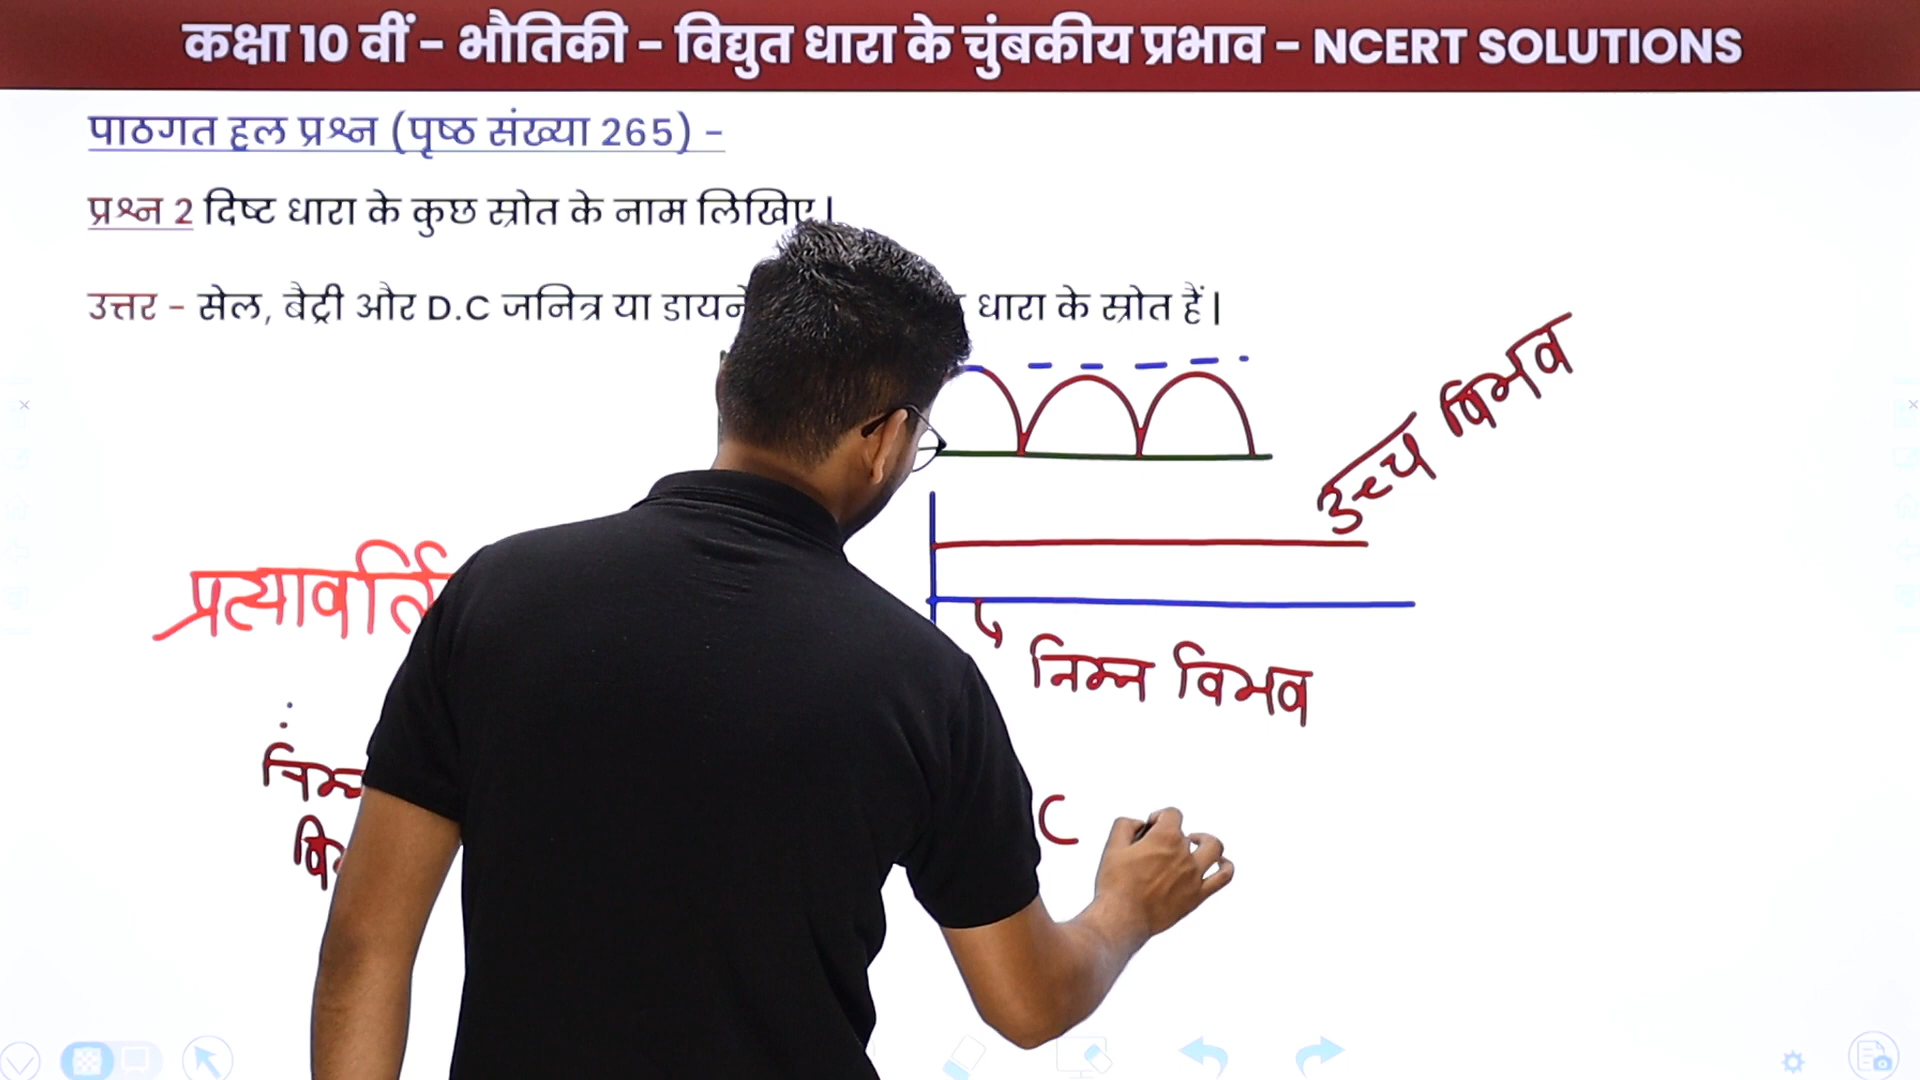 कक्षा 10 वीं - भौतिकी - विद्युत धारा के चुंबकीय प्रभाव - NCERT SOLUTIONS
पाठगत हल प्रश्न (पृष्ठ संख्या 265) -
प्रश्न 2 दिष्ट धारा के कुछ स्रोत के नाम लिखिए।
उत्तर - सेल, बैट्री और D.C जनित्र या धारा के स्रोत हैं|
उच्च विभव
निम्न विभव
C